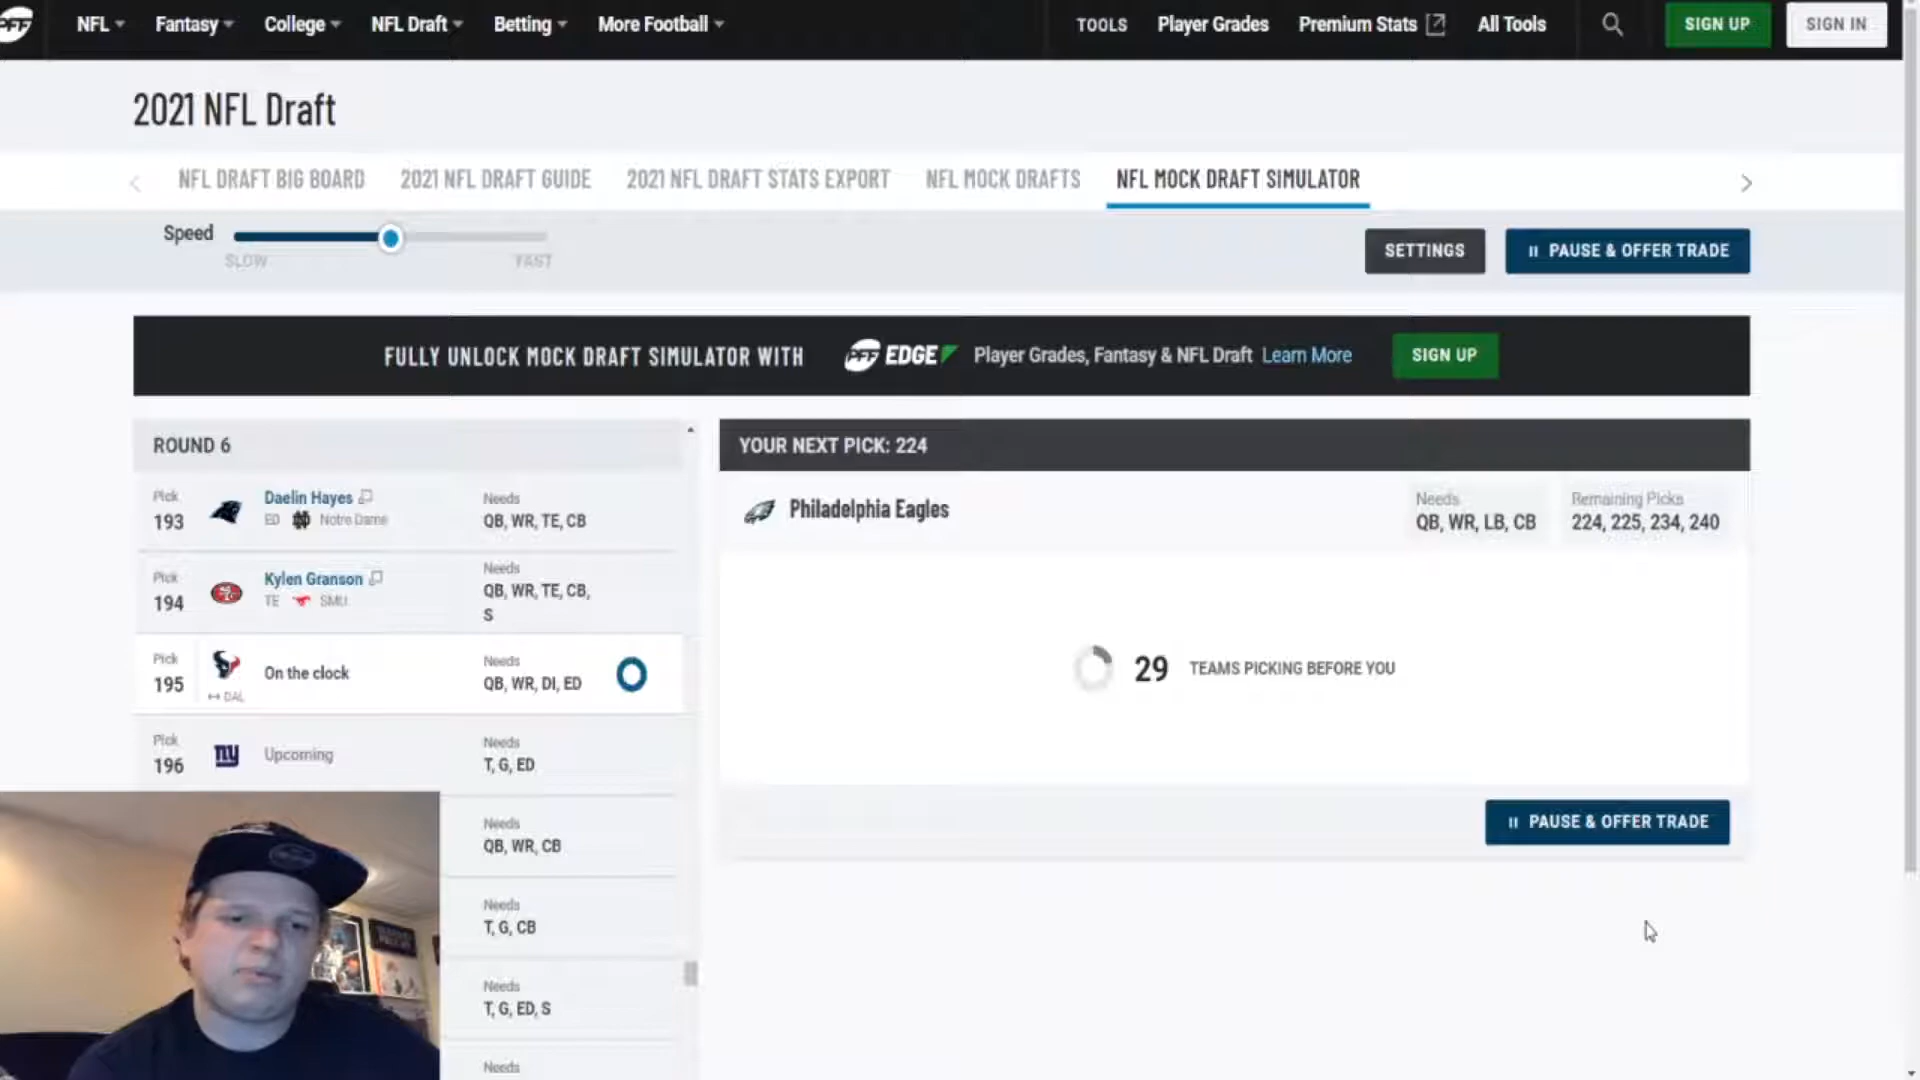 PFF
NFL
Fantasy
College
NFL Draft
Betting
More Football
TOOLS
Player Grades
Premium Stats
All Tools
SIGN UP
SIGN IN
2021 NFL Draft
NFL DRAFT BIG BOARD
2021 NFL DRAFT GUIDE
2021 NFL DRAFT STATS EXPORT
NFL MOCK DRAFTS
NFL MOCK DRAFT SIMULATOR
Speed
SLOW
FAST
SETTINGS
PAUSE & OFFER TRADE
FULLY UNLOCK MOCK DRAFT SIMULATOR WITH
PFF EDGE
Player Grades, Fantasy & NFL Draft Learn More
SIGN UP
ROUND 6
Pick
193
Daelin Hayes
ED
Notre Dame
Needs
QB, WR, TE, CB
Pick
194
Kylen Granson
TE
SMU
Needs
QB, WR, TE, CB,
S
Pick
195
DAL
On the clock
Needs
QB, WR, DI, ED
Pick
196
ny
Upcoming
Needs
T, G, ED
Needs
QB, WR, CB
Needs
T, G, CB
Needs
T, G, ED, S
Needs
YOUR NEXT PICK: 224
Philadelphia Eagles
Needs
QB, WR, LB, CB
Remaining Picks
224, 225, 234, 240
29 TEAMS PICKING BEFORE YOU
PAUSE & OFFER TRADE